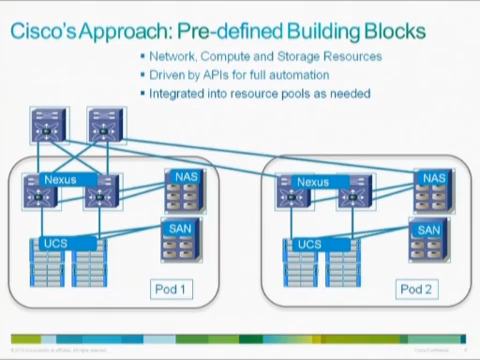 Cisco's Approach: Pre-defined Building Blocks
▪ Network, Compute and Storage Resources
▪ Driven by APIs for full automation
▪ Integrated into resource pools as needed
Nexus
NAS
SAN
UCS
Pod 1
Nexus
NAS
SAN
UCS
Pod 2